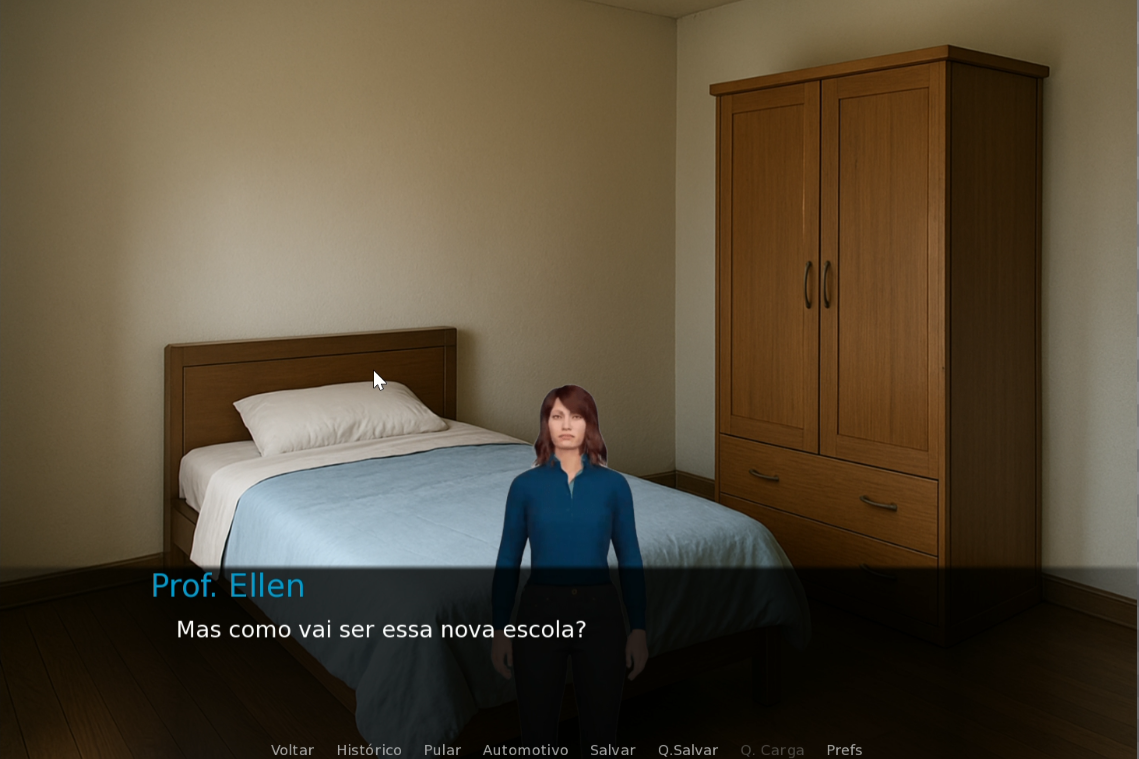 Prof. Ellen
Mas como vai ser essa nova escola?
Voltar Histórico Pular Automotivo Salvar Q.Salvar Q. Carga Prefs